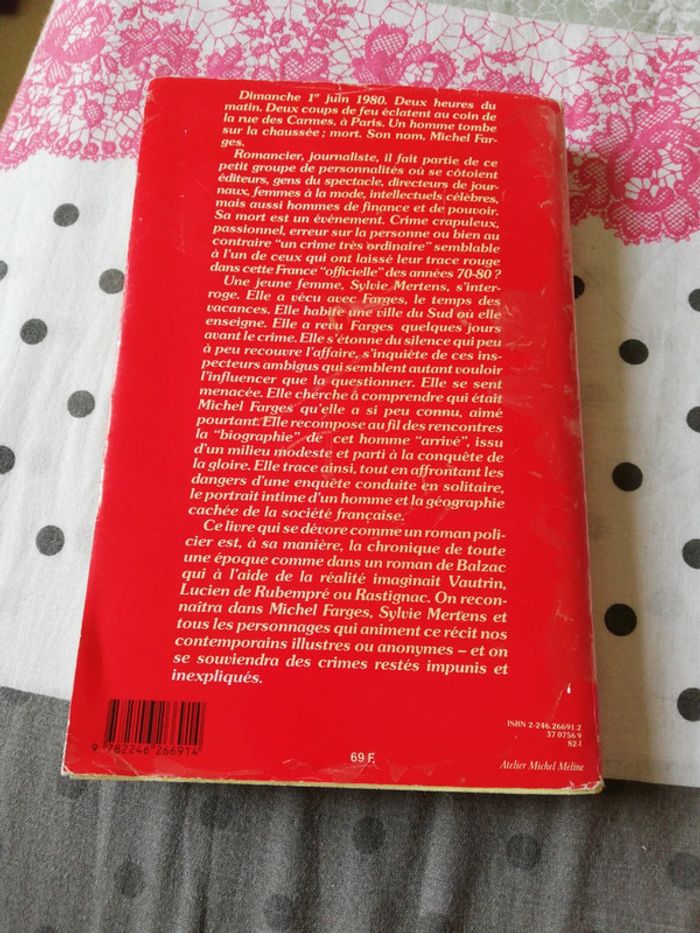 Dimanche 1er juin 1980. Deux heures du
matin. Deux coups de feu éclatent au coin de
la rue des Carmes, à Paris. Un homme tombe
sur la chaussée ; mort. Son nom, Michel Far-
ges.
Romancier, journaliste, il fait partie de ce
petit groupe de personnalités où se côtoient
éditeurs, gens du spectacle, directeurs de jour-
naux, femmes à la mode, intellectuels célèbres,
mais aussi hommes de finance et de pouvoir.
Sa mort est un événement. Crime crapuleux,
passionnel, erreur sur la personne ou bien au
contraire "un crime très ordinaire" semblable
à l'un de ceux qui ont laissé leur trace rouge
dans cette France "officielle" des années 70-80 ?
Une jeune femme, Sylvie Mertens, s'inter-
roge. Elle a vécu avec Farges, le temps des
vacances. Elle habite une ville du Sud où elle
enseigne. Elle a revu Farges quelques jours
avant le crime. Elle s'étonne du silence qui peu
à peu recouvre l'affaire, s'inquiète de ces ins-
pecteurs ambigus qui semblent autant vouloir
l'influencer que la questionner. Elle se sent
menacée. Elle cherche à comprendre qui était
Michel Farges qu'elle a si peu connu, aimé
pourtant. Elle recompose au fil des rencontres
la "biographie" de cet homme "arrivé", issu
d'un milieu modeste et parti à la conquête de
la gloire. Elle trace ainsi, tout en affrontant les
dangers d'une enquête conduite en solitaire,
le portrait intime d'un homme et la géographie
cachée de la société française.
Ce livre qui se dévore comme un roman poli-
cier est, à sa manière, la chronique de toute
une époque comme dans un roman de Balzac
qui à l'aide de la réalité imaginait Vautrin,
Lucien de Rubempré ou Rastignac. On recon-
naîtra dans Michel Farges, Sylvie Mertens et
tous les personnages qui animent ce récit nos
contemporains illustres ou anonymes – et on
se souviendra des crimes restés impunis et
inexpliqués.
9 782246 266914
69 F.
ISBN 2-246.26691.2
37 0756 9
82-1
Atelier Michel Méline